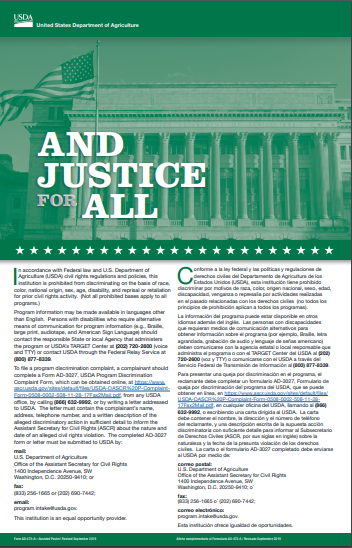 USDA
United States Department of Agriculture
AND
JUSTICE
FOR ALL
In accordance with Federal law and U.S. Department of
Agriculture (USDA) civil rights regulations and policies, this
institution is prohibited from discriminating on the basis of race,
color, national origin, sex, age, disability, and reprisal or retaliation
for prior civil rights activity. (Not all prohibited bases apply to all
programs.)
Program information may be made available in languages other
than English. Persons with disabilities who require alternative
means of communication for program information (e.g., Braille,
large print, audiotape, and American Sign Language) should
contact the responsible State or local Agency that administers
the program or USDA's TARGET Center at (202) 720-2600 (voice
and TTY) or contact USDA through the Federal Relay Service at
(800) 877-8339.
To file a program discrimination complaint, a complainant should
complete a Form AD-3027, USDA Program Discrimination
Complaint Form, which can be obtained online, at https://www.
ascr.usda.gov/sites/default/files/USDA-OASCR%20P-Complaint-
Form-0508-0002-508-11-28-17Fax2Mail.pdf, from any USDA
office, by calling (866) 632-9992, or by writing a letter addressed
to USDA. The letter must contain the complainant's name,
address, telephone number, and a written description of the
alleged discriminatory action in sufficient detail to inform the
Assistant Secretary for Civil Rights (ASCR) about the nature and
date of an alleged civil rights violation. The completed AD-3027
form or letter must be submitted to USDA by:
mail:
U.S. Department of Agriculture
Office of the Assistant Secretary for Civil Rights
1400 Independence Avenue, SW
Washington, D.C. 20250-9410; or
fax:
(833) 256-1665 or (202) 690-7442;
email:
program.intake@usda.gov.
This institution is an equal opportunity provider.
Conforme a la ley federal y las políticas y regulaciones de
derechos civiles del Departamento de Agricultura de los
Estados Unidos (USDA), esta institución tiene prohibido
discriminar por motivos de raza, color, origen nacional, sexo, edad,
discapacidad, venganza o represalia por actividades realizadas
en el pasado relacionadas con los derechos civiles (no todos los
principios de prohibición aplican a todos los programas).
La información del programa puede estar disponible en otros
idiomas además del inglés. Las personas con discapacidades
que requieran medios de comunicación alternativos para
obtener información sobre el programa (por ejemplo, Braille, letra
agrandada, grabación de audio y lenguaje de señas americano)
deben comunicarse con la agencia estatal o local responsable que
administra el programa o con el TARGET Center del USDA al (202)
720-2600 (voz y TTY) o comunicarse con el USDA a través del
Servicio Federal de Transmisión de Información al (800) 877-8339.
Para presentar una queja por discriminación en el programa, el
reclamante debe completar un formulario AD-3027, Formulario de
queja por discriminación del programa del USDA, que se puede
obtener en línea, en https://www.ascr.usda.gov/sites/default/files/
USDA-OASCR%20P-Complaint-Form-0508-0002-508-11-28-
17Fax2Mail.pdf, en cualquier oficina del USDA, llamando al (866)
632-9992, o escribiendo una carta dirigida al USDA. La carta
debe contener el nombre, la dirección y el número de teléfono
del reclamante, y una descripción escrita de la supuesta acción
discriminatoria con suficiente detalle para informar al Subsecretario
de Derechos Civiles (ASCR, por sus siglas en inglés) sobre la
naturaleza y la fecha de la presunta violación de los derechos
civiles. La carta o el formulario AD-3027 completado debe enviarse
al USDA por medio de:
correo postal:
U.S. Department of Agriculture
Office of the Assistant Secretary for Civil Rights
1400 Independence Avenue, SW
Washington, D.C. 20250-9410; or
fax:
(833) 256-1665 o' (202) 690-7442;
correo electrónico:
program.intake@usda.gov.
Esta institución ofrece igualdad de oportunidades.